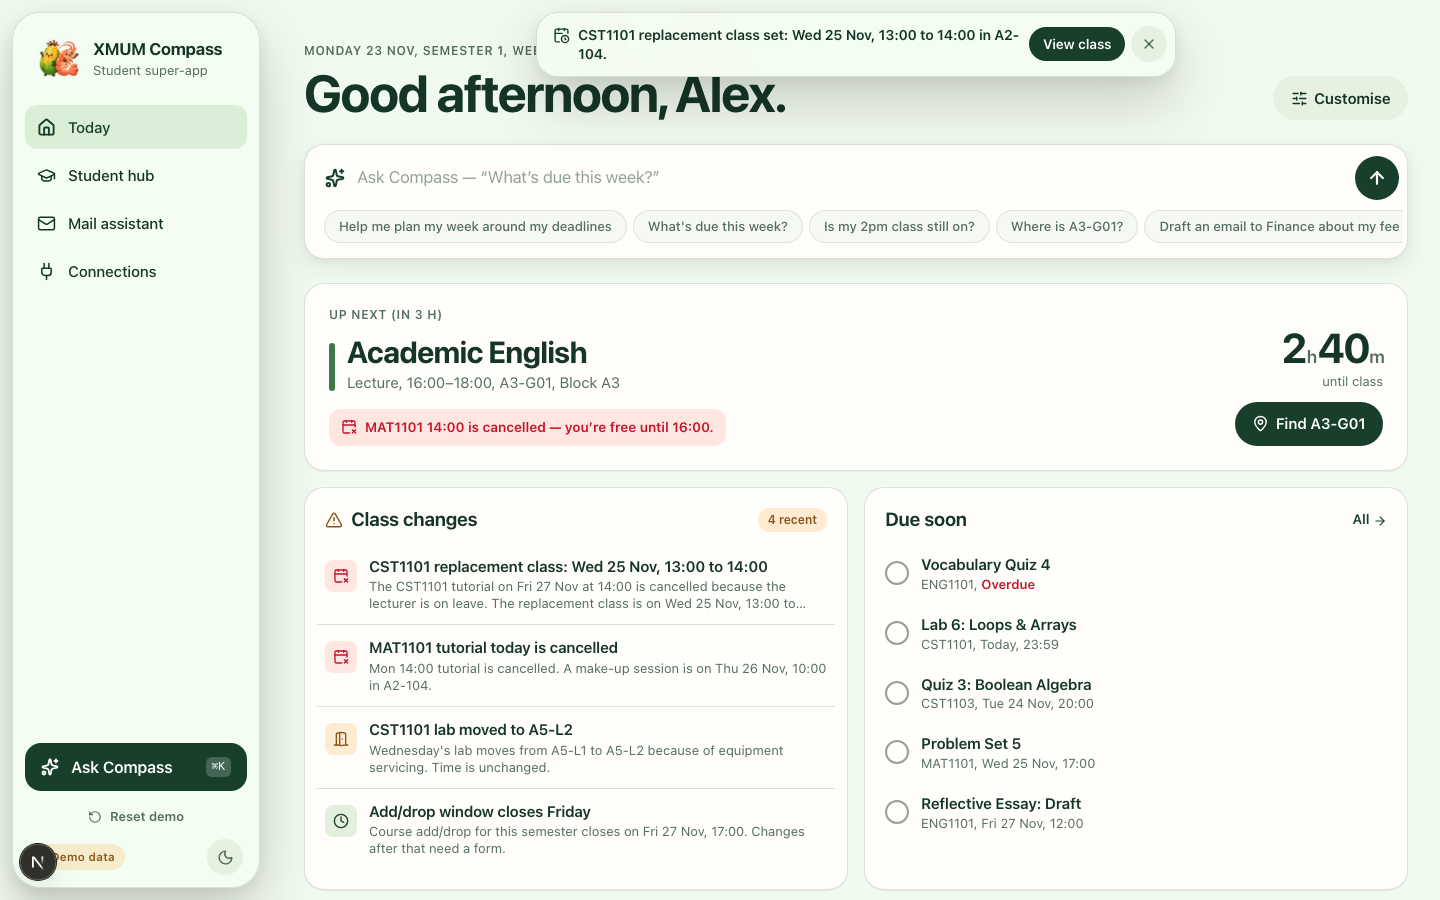 XMUM Compass
Student super-app
Today
Student hub
Mail assistant
Connections
Ask Compass
⌘K
Reset demo
Demo data
N
MONDAY 23 NOV, SEMESTER 1,
CST1101 replacement class set: Wed 25 Nov, 13:00 to 14:00 in A2-
104.
View class
Good afternoon, Alex.
Customise
Ask Compass — “What's due this week?”
Help me plan my week around my deadlines
What's due this week?
Is my 2pm class still on?
Where is A3-G01?
Draft an email to Finance about my fee
UP NEXT (IN 3 H)
Academic English
Lecture, 16:00–18:00, A3-G01, Block A3
MAT1101 14:00 is cancelled — you're free until 16:00.
2h40m
until class
Find A3-G01
Class changes
4 recent
CST1101 replacement class: Wed 25 Nov, 13:00 to 14:00
The CST1101 tutorial on Fri 27 Nov at 14:00 is cancelled because the
lecturer is on leave. The replacement class is on Wed 25 Nov, 13:00 to…
MAT1101 tutorial today is cancelled
Mon 14:00 tutorial is cancelled. A make-up session is on Thu 26 Nov, 10:00
in A2-104.
CST1101 lab moved to A5-L2
Wednesday's lab moves from A5-L1 to A5-L2 because of equipment
servicing. Time is unchanged.
Add/drop window closes Friday
Course add/drop for this semester closes on Fri 27 Nov, 17:00. Changes
after that need a form.
Due soon
All →
Vocabulary Quiz 4
ENG1101, Overdue
Lab 6: Loops & Arrays
CST1101, Today, 23:59
Quiz 3: Boolean Algebra
CST1103, Tue 24 Nov, 20:00
Problem Set 5
MAT1101, Wed 25 Nov, 17:00
Reflective Essay: Draft
ENG1101, Fri 27 Nov, 12:00